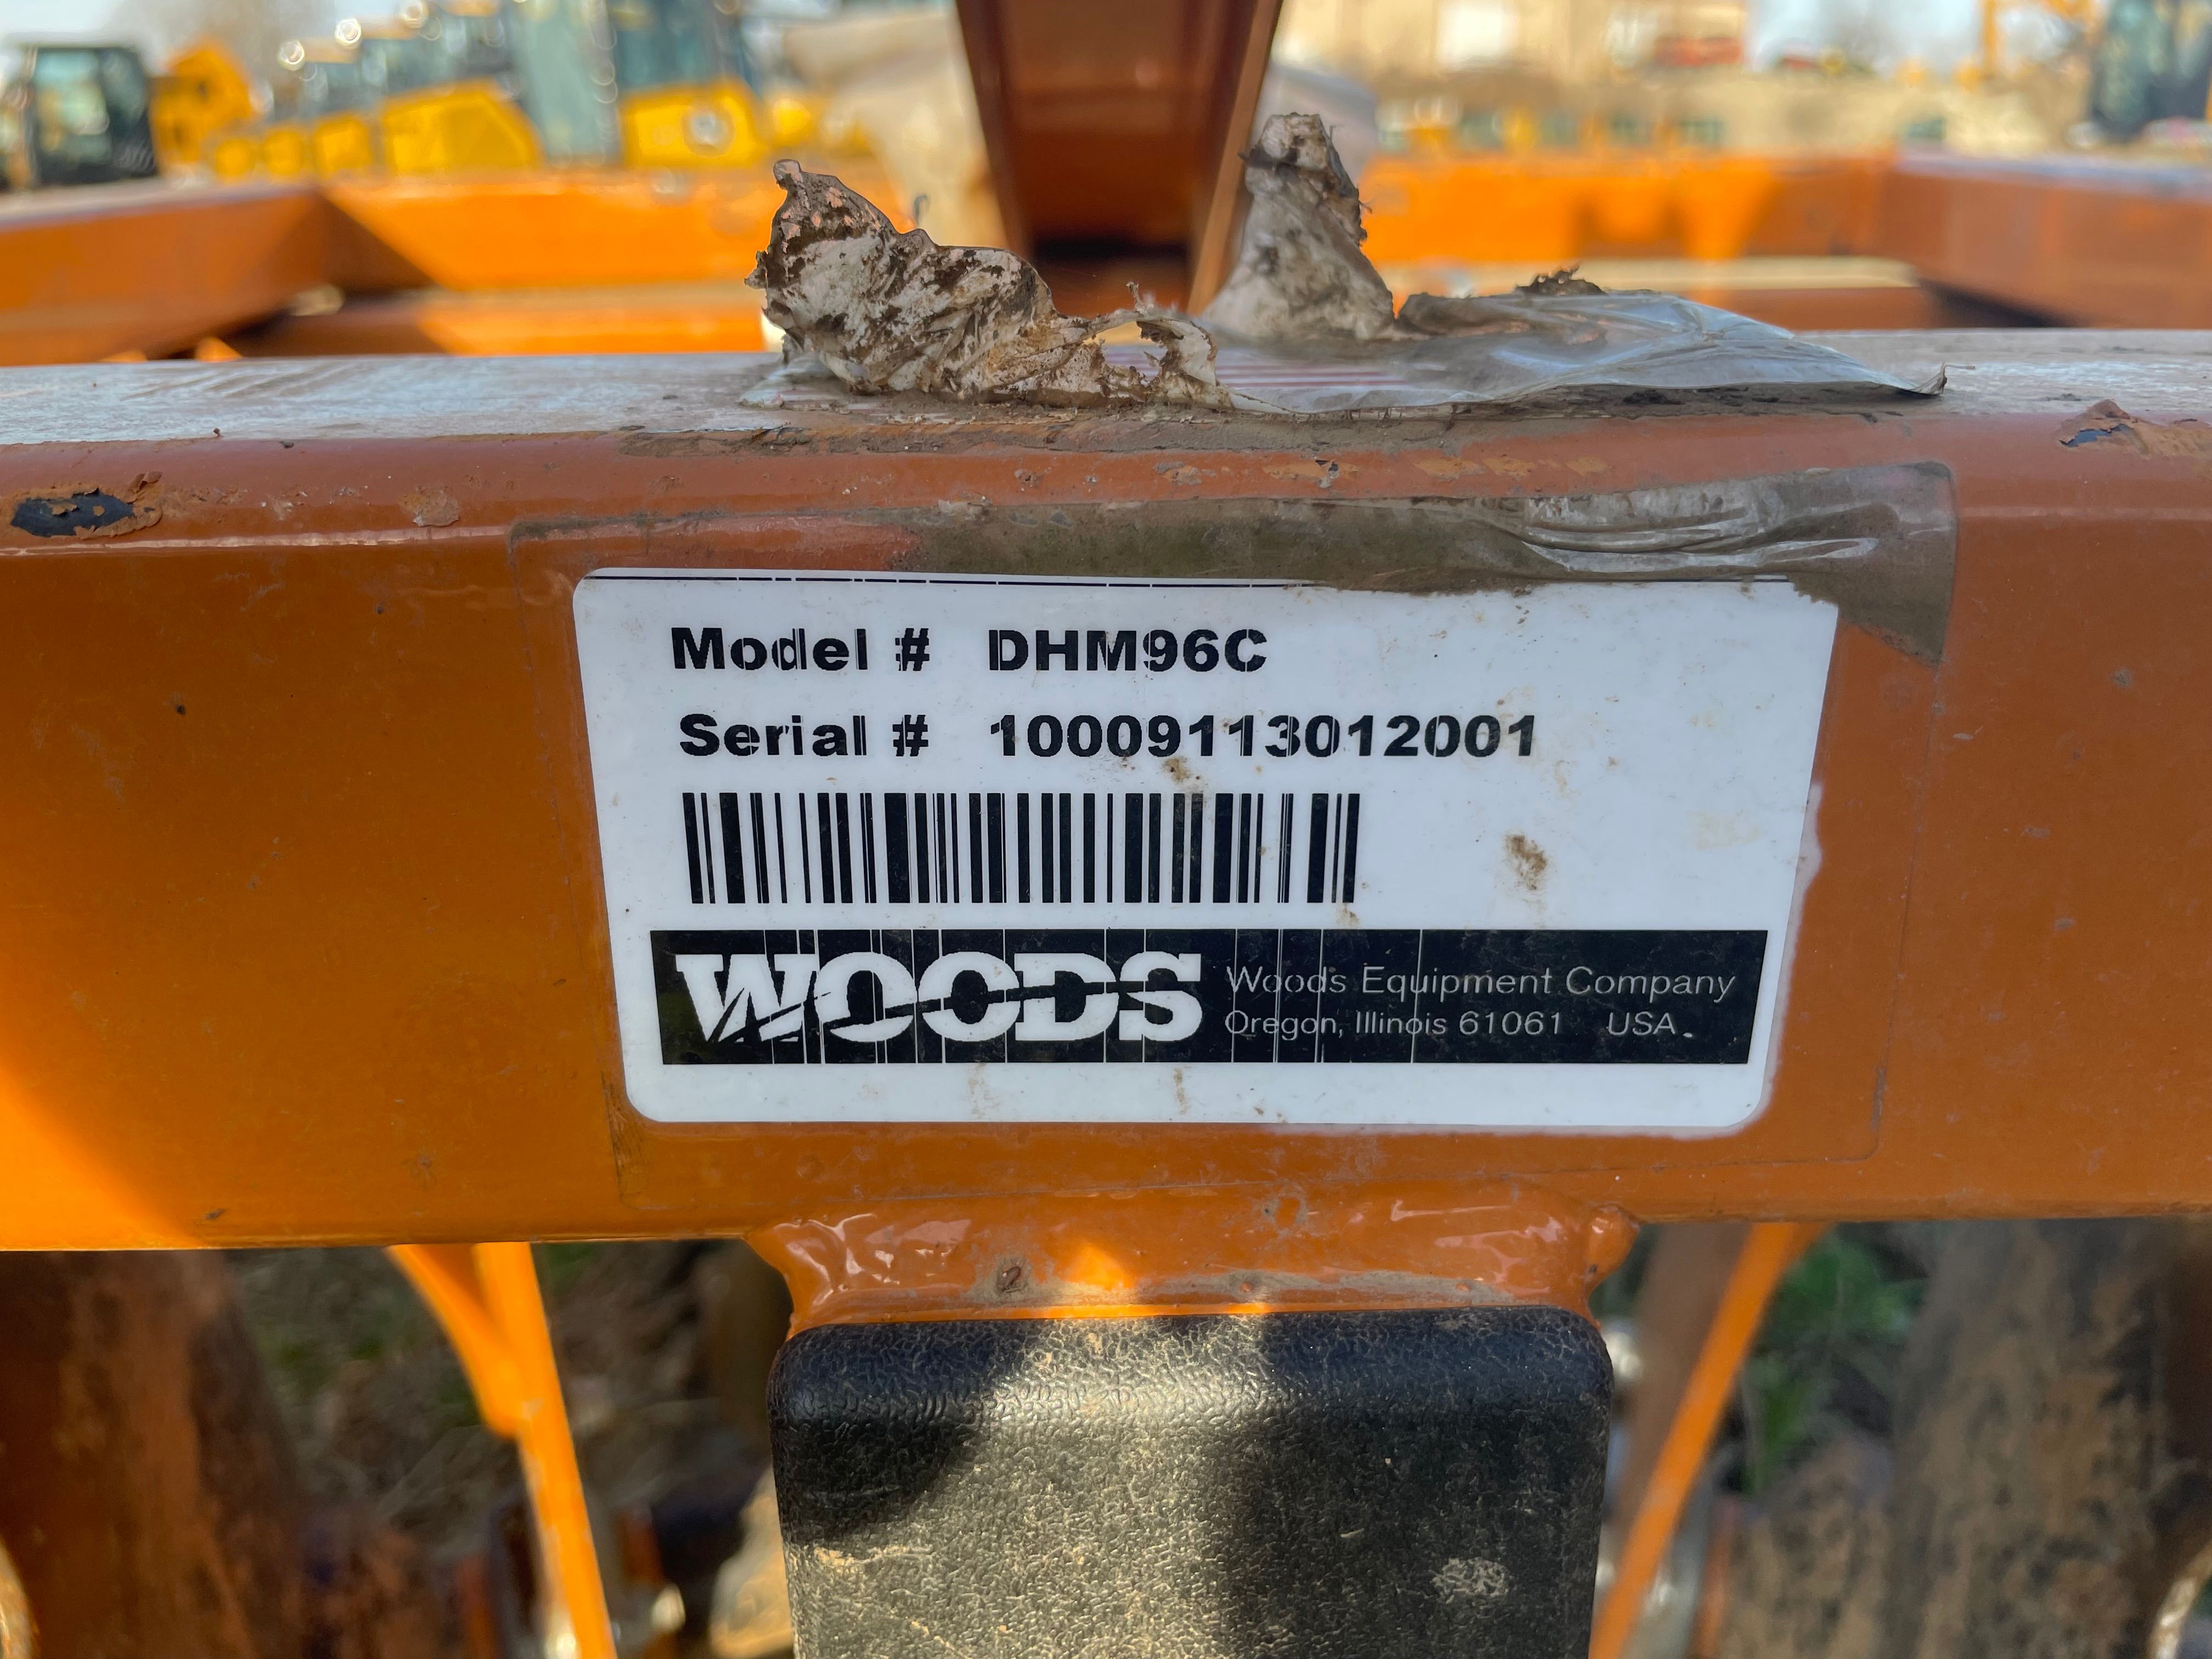 Model # DHM96C
Serial # 10009113012001
WOODS
Woods Equipment Company
Oregon, Illinois 61061 USA.